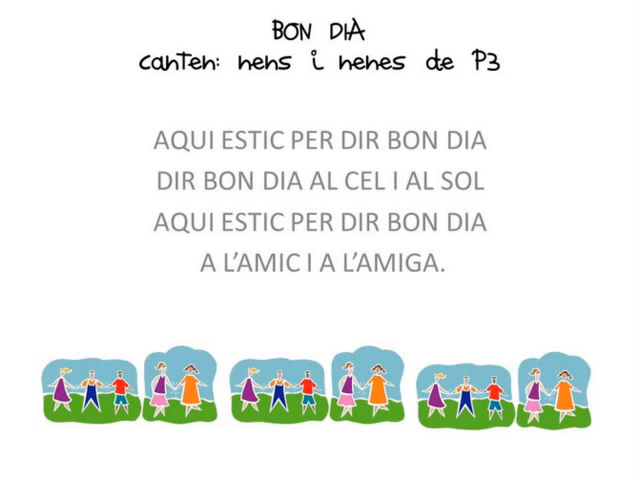 BON DIA
canten: nens i nenes de P3
AQUI ESTIC PER DIR BON DIA
DIR BON DIA AL CEL I AL SOL
AQUI ESTIC PER DIR BON DIA
A L’AMIC I A L’AMIGA.